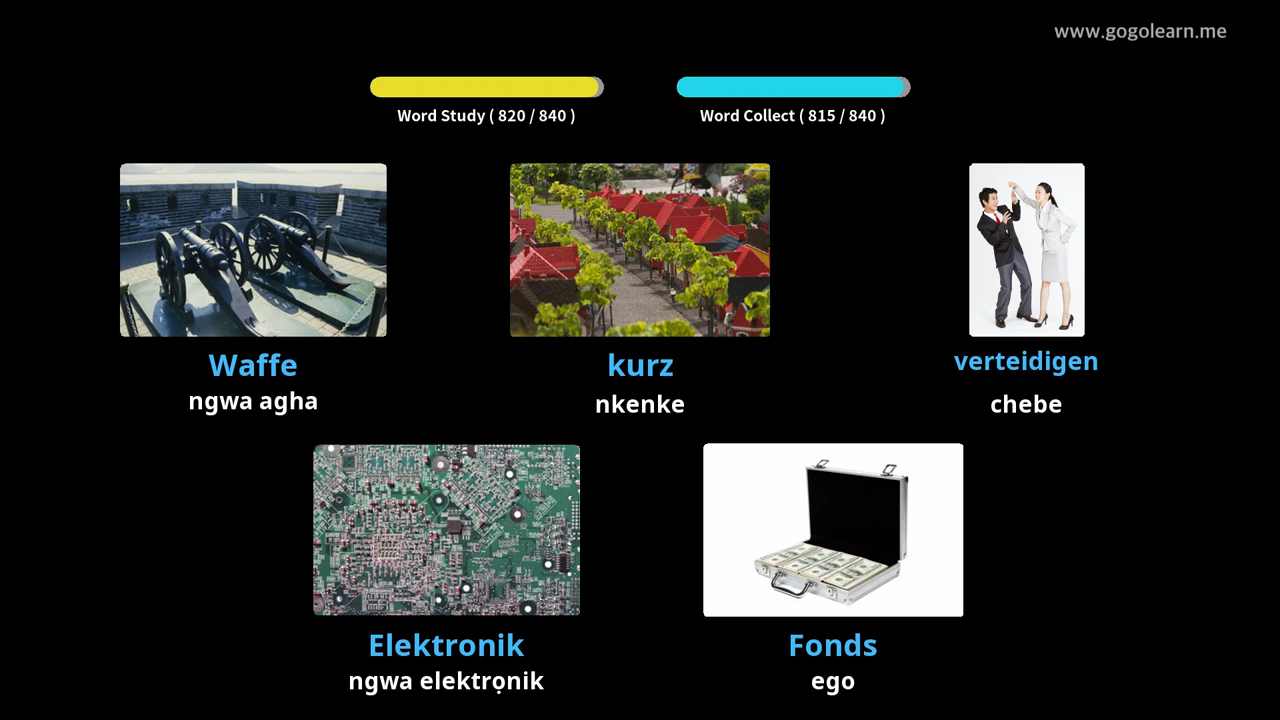 www.gogolearn.me
Word Study ( 820 / 840 )
Word Collect ( 815 / 840 )
Waffe
ngwa agha
kurz
nkenke
verteidigen
chebe
Elektronik
ngwa elektrọnik
Fonds
ego